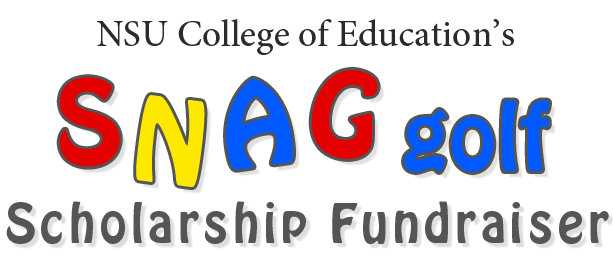 NSU College of Education’s
SNAG golf
Scholarship Fundraiser